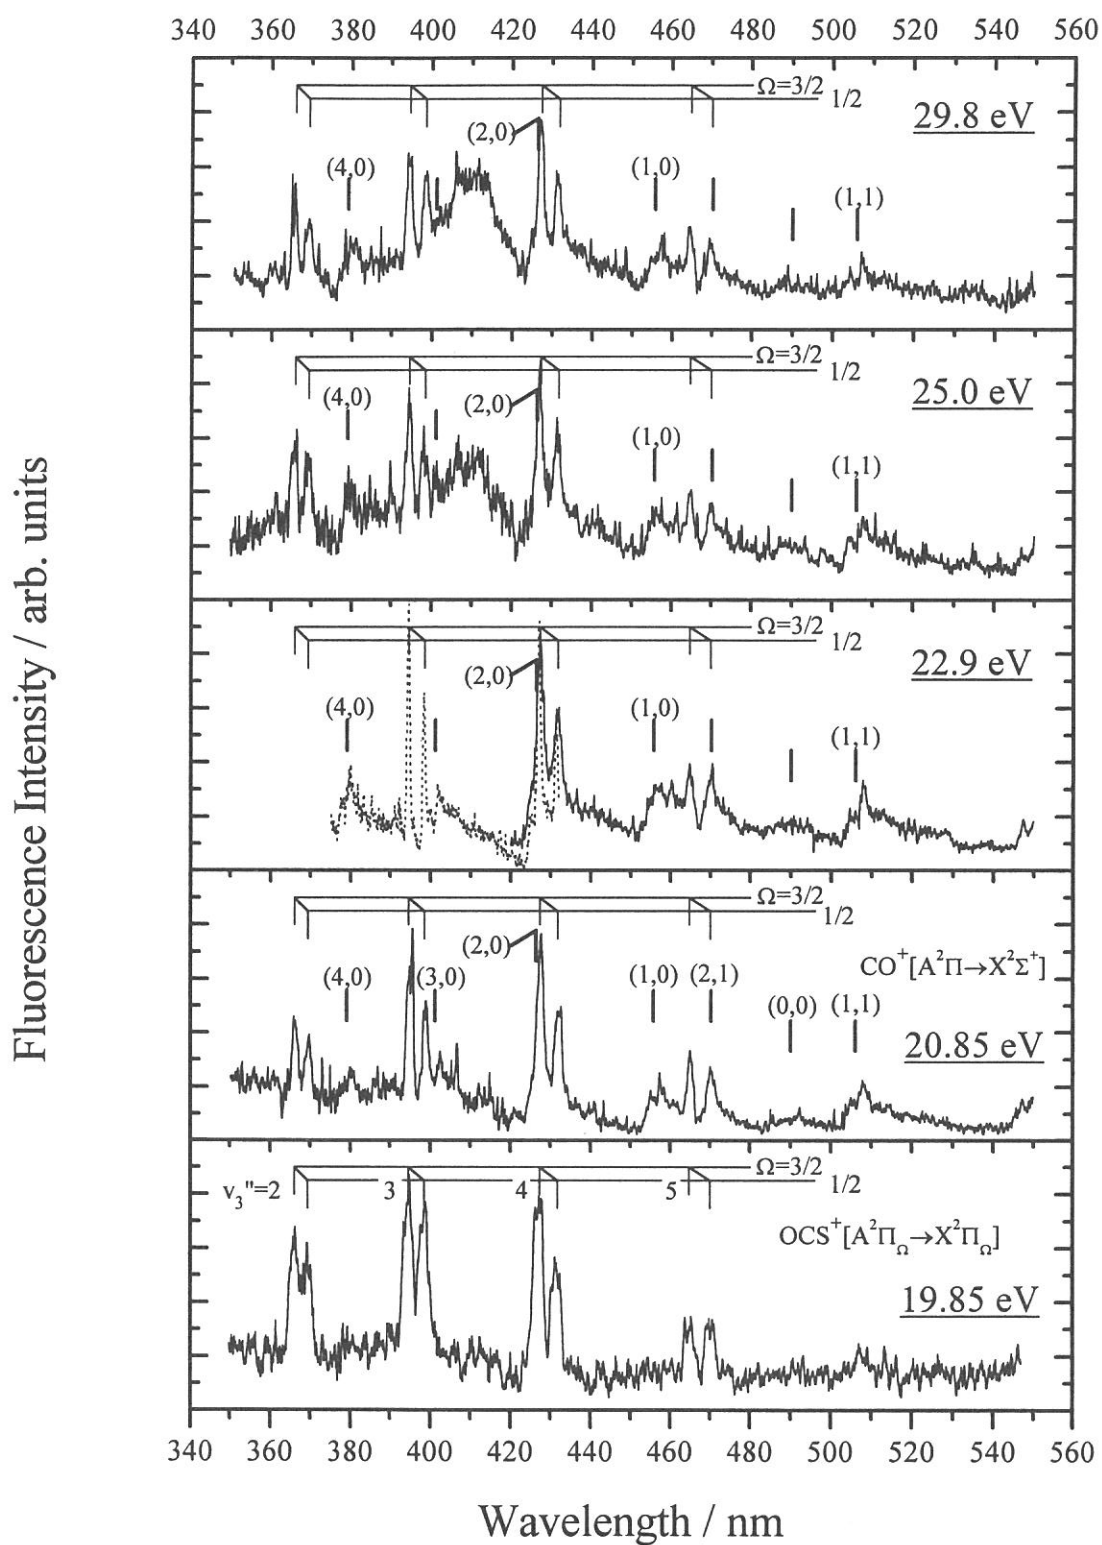 340 360 380 400 420 440 460 480 500 520 540 560
Ω=3/2
1/2
29.8 eV
(2,0)
(4,0)
(1,0)
(1,1)
Ω=3/2
1/2
25.0 eV
(4,0)
(2,0)
(1,0)
(1,1)
Ω=3/2
1/2
22.9 eV
(2,0)
(4,0)
(1,0)
(1,1)
Ω=3/2
1/2
(2,0)
CO⁺[A²Π→X²Σ⁺]
(4,0) (3,0) (1,0) (2,1)
(0,0) (1,1)
20.85 eV
Ω=3/2
v₃"=2 3 4 5 1/2
OCS⁺[A²Π_Ω→X²Π_Ω]
19.85 eV
340 360 380 400 420 440 460 480 500 520 540 560
Wavelength / nm
Fluorescence Intensity / arb. units